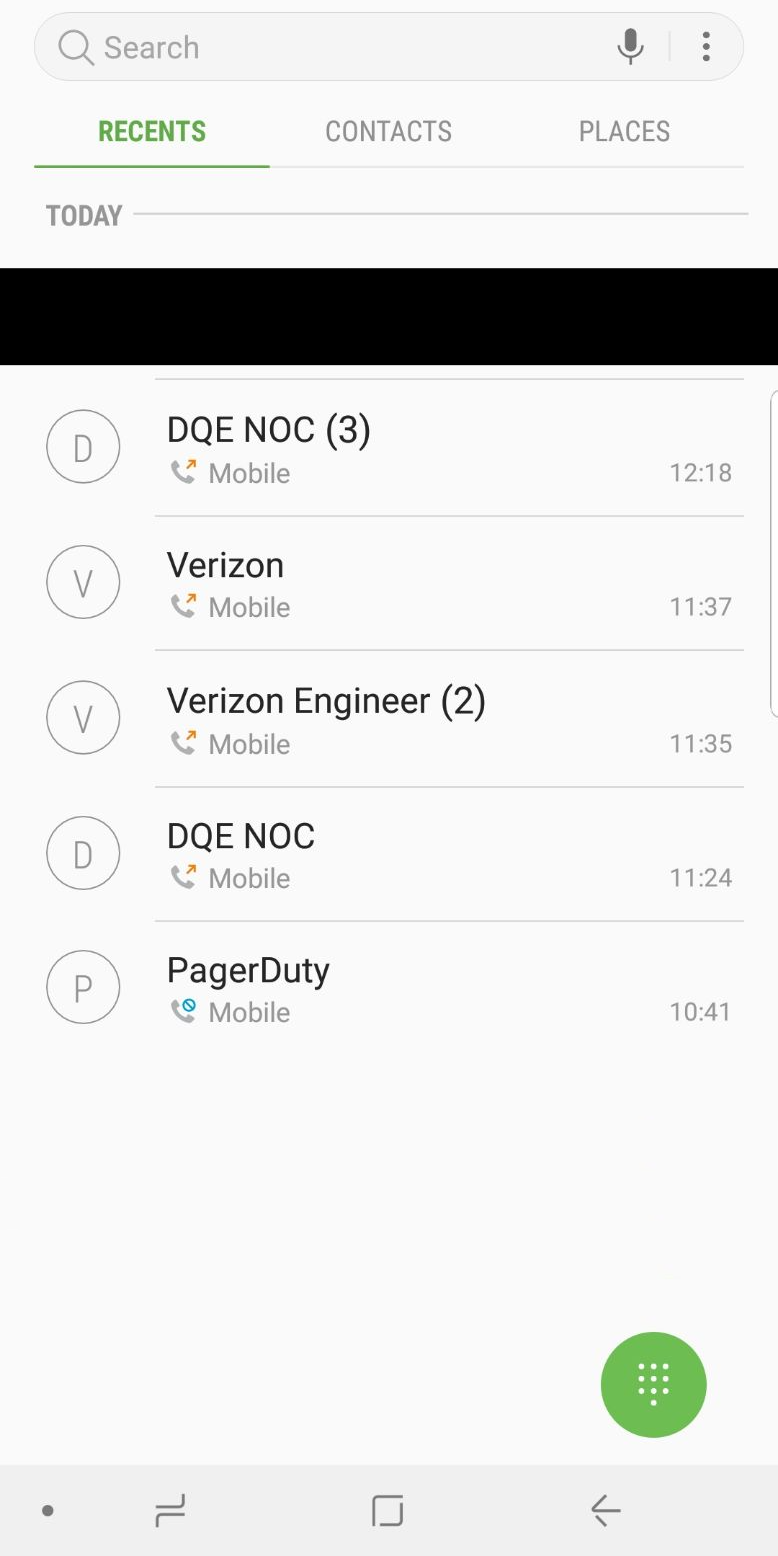 Search
RECENTS CONTACTS PLACES
TODAY
D DQE NOC (3)
Mobile 12:18
V Verizon
Mobile 11:37
V Verizon Engineer (2)
Mobile 11:35
D DQE NOC
Mobile 11:24
P PagerDuty
Mobile 10:41